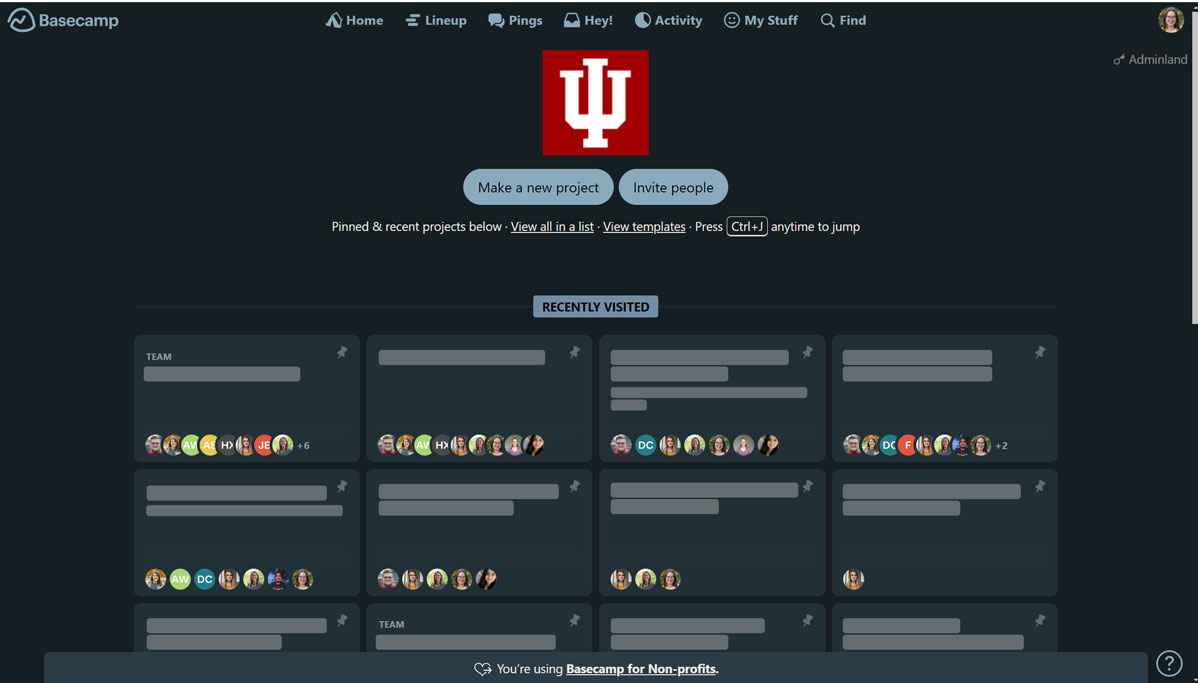 Basecamp Home Lineup Pings Hey! Activity My Stuff Find
Adminland
Make a new project Invite people
Pinned & recent projects below · View all in a list · View templates · Press Ctrl+J anytime to jump
RECENTLY VISITED
TEAM
AW AS HX JE +6
AW HX
DC
DC F +2
AW DC
TEAM
You're using Basecamp for Non-profits.
?